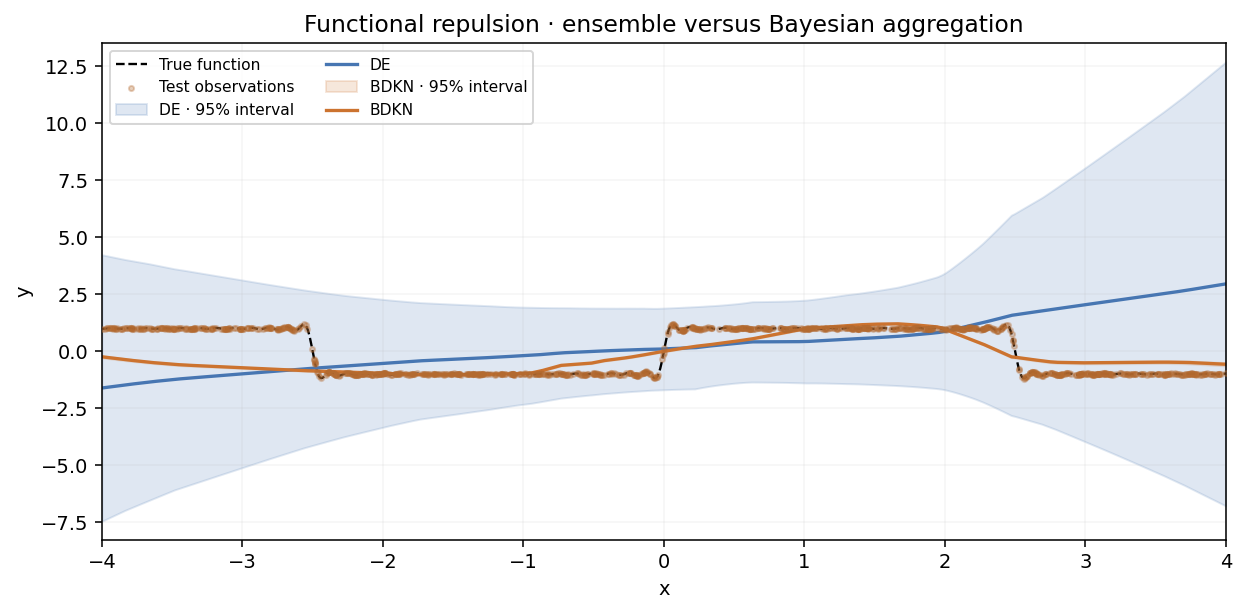 Functional repulsion · ensemble versus Bayesian aggregation
True function
Test observations
DE · 95% interval
DE
BDKN · 95% interval
BDKN
12.5
10.0
7.5
5.0
2.5
0.0
−2.5
−5.0
−7.5
y
−4 −3 −2 −1 0 1 2 3 4
x